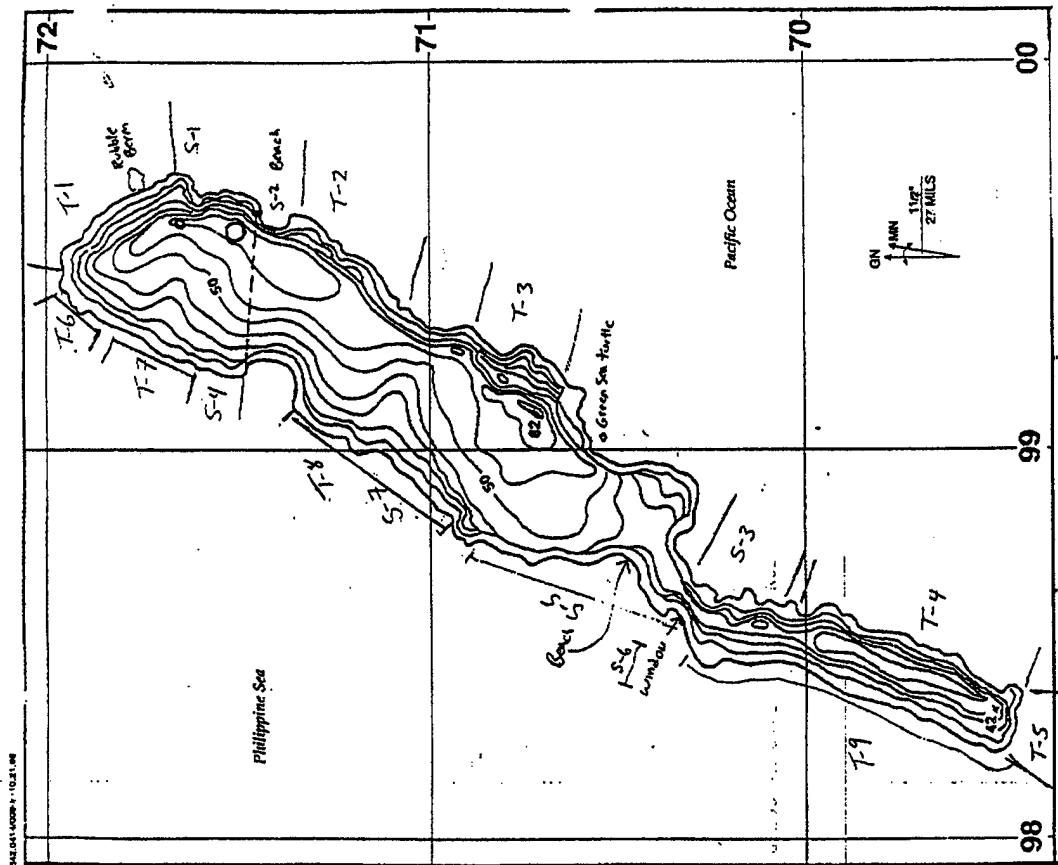 72
71
70
00
99
98
T-1
Rubble
Berm
S-1
S-2 Beach
T-2
T-3
Green Sea turtle
S-3
T-4
T-5
T-6
T-7
S-4
T-8
S-7
Beach S-5
S-6
window
T-9
50
50
82
42
Pacific Ocean
Philippine Sea
GN
MN
27 MILS